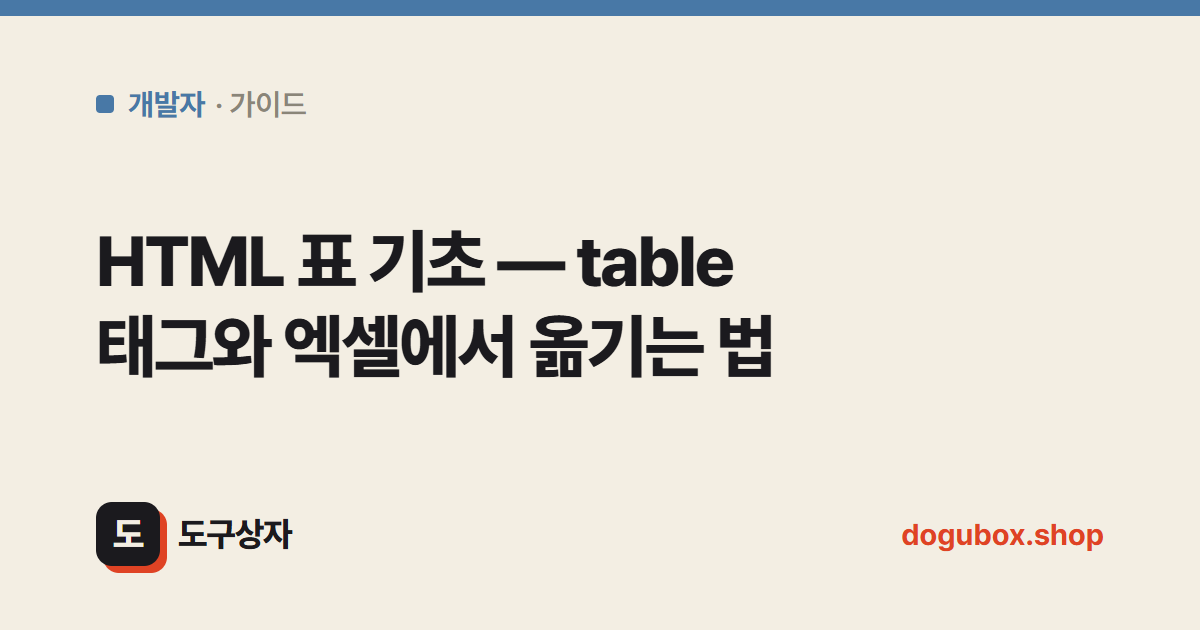 개발자 · 가이드
HTML 표 기초 — table
태그와 엑셀에서 옮기는 법
도 도구상자
dogubox.shop